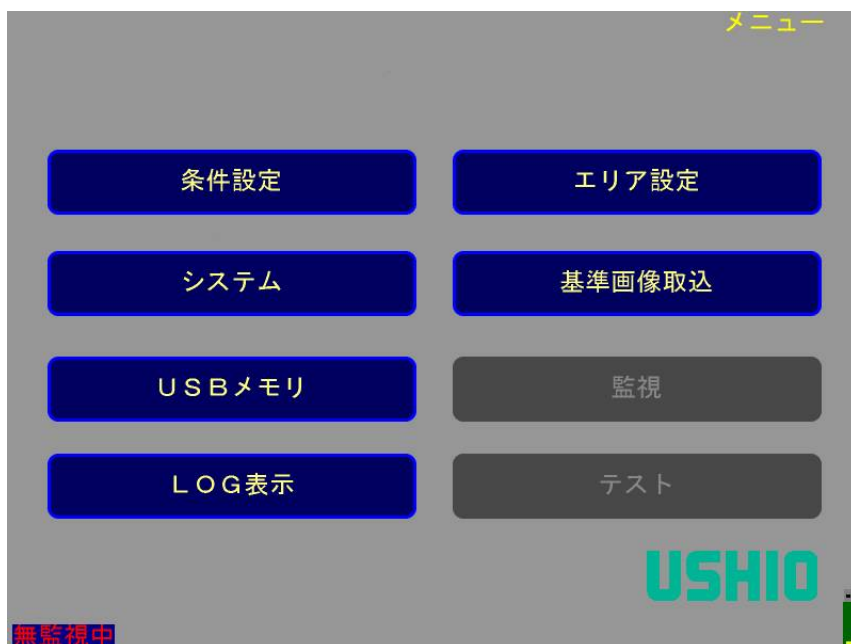 メニュー
条件設定
エリア設定
システム
基準画像取込
ＵＳＢメモリ
監視
ＬＯＧ表示
テスト
USHIO
無監視中